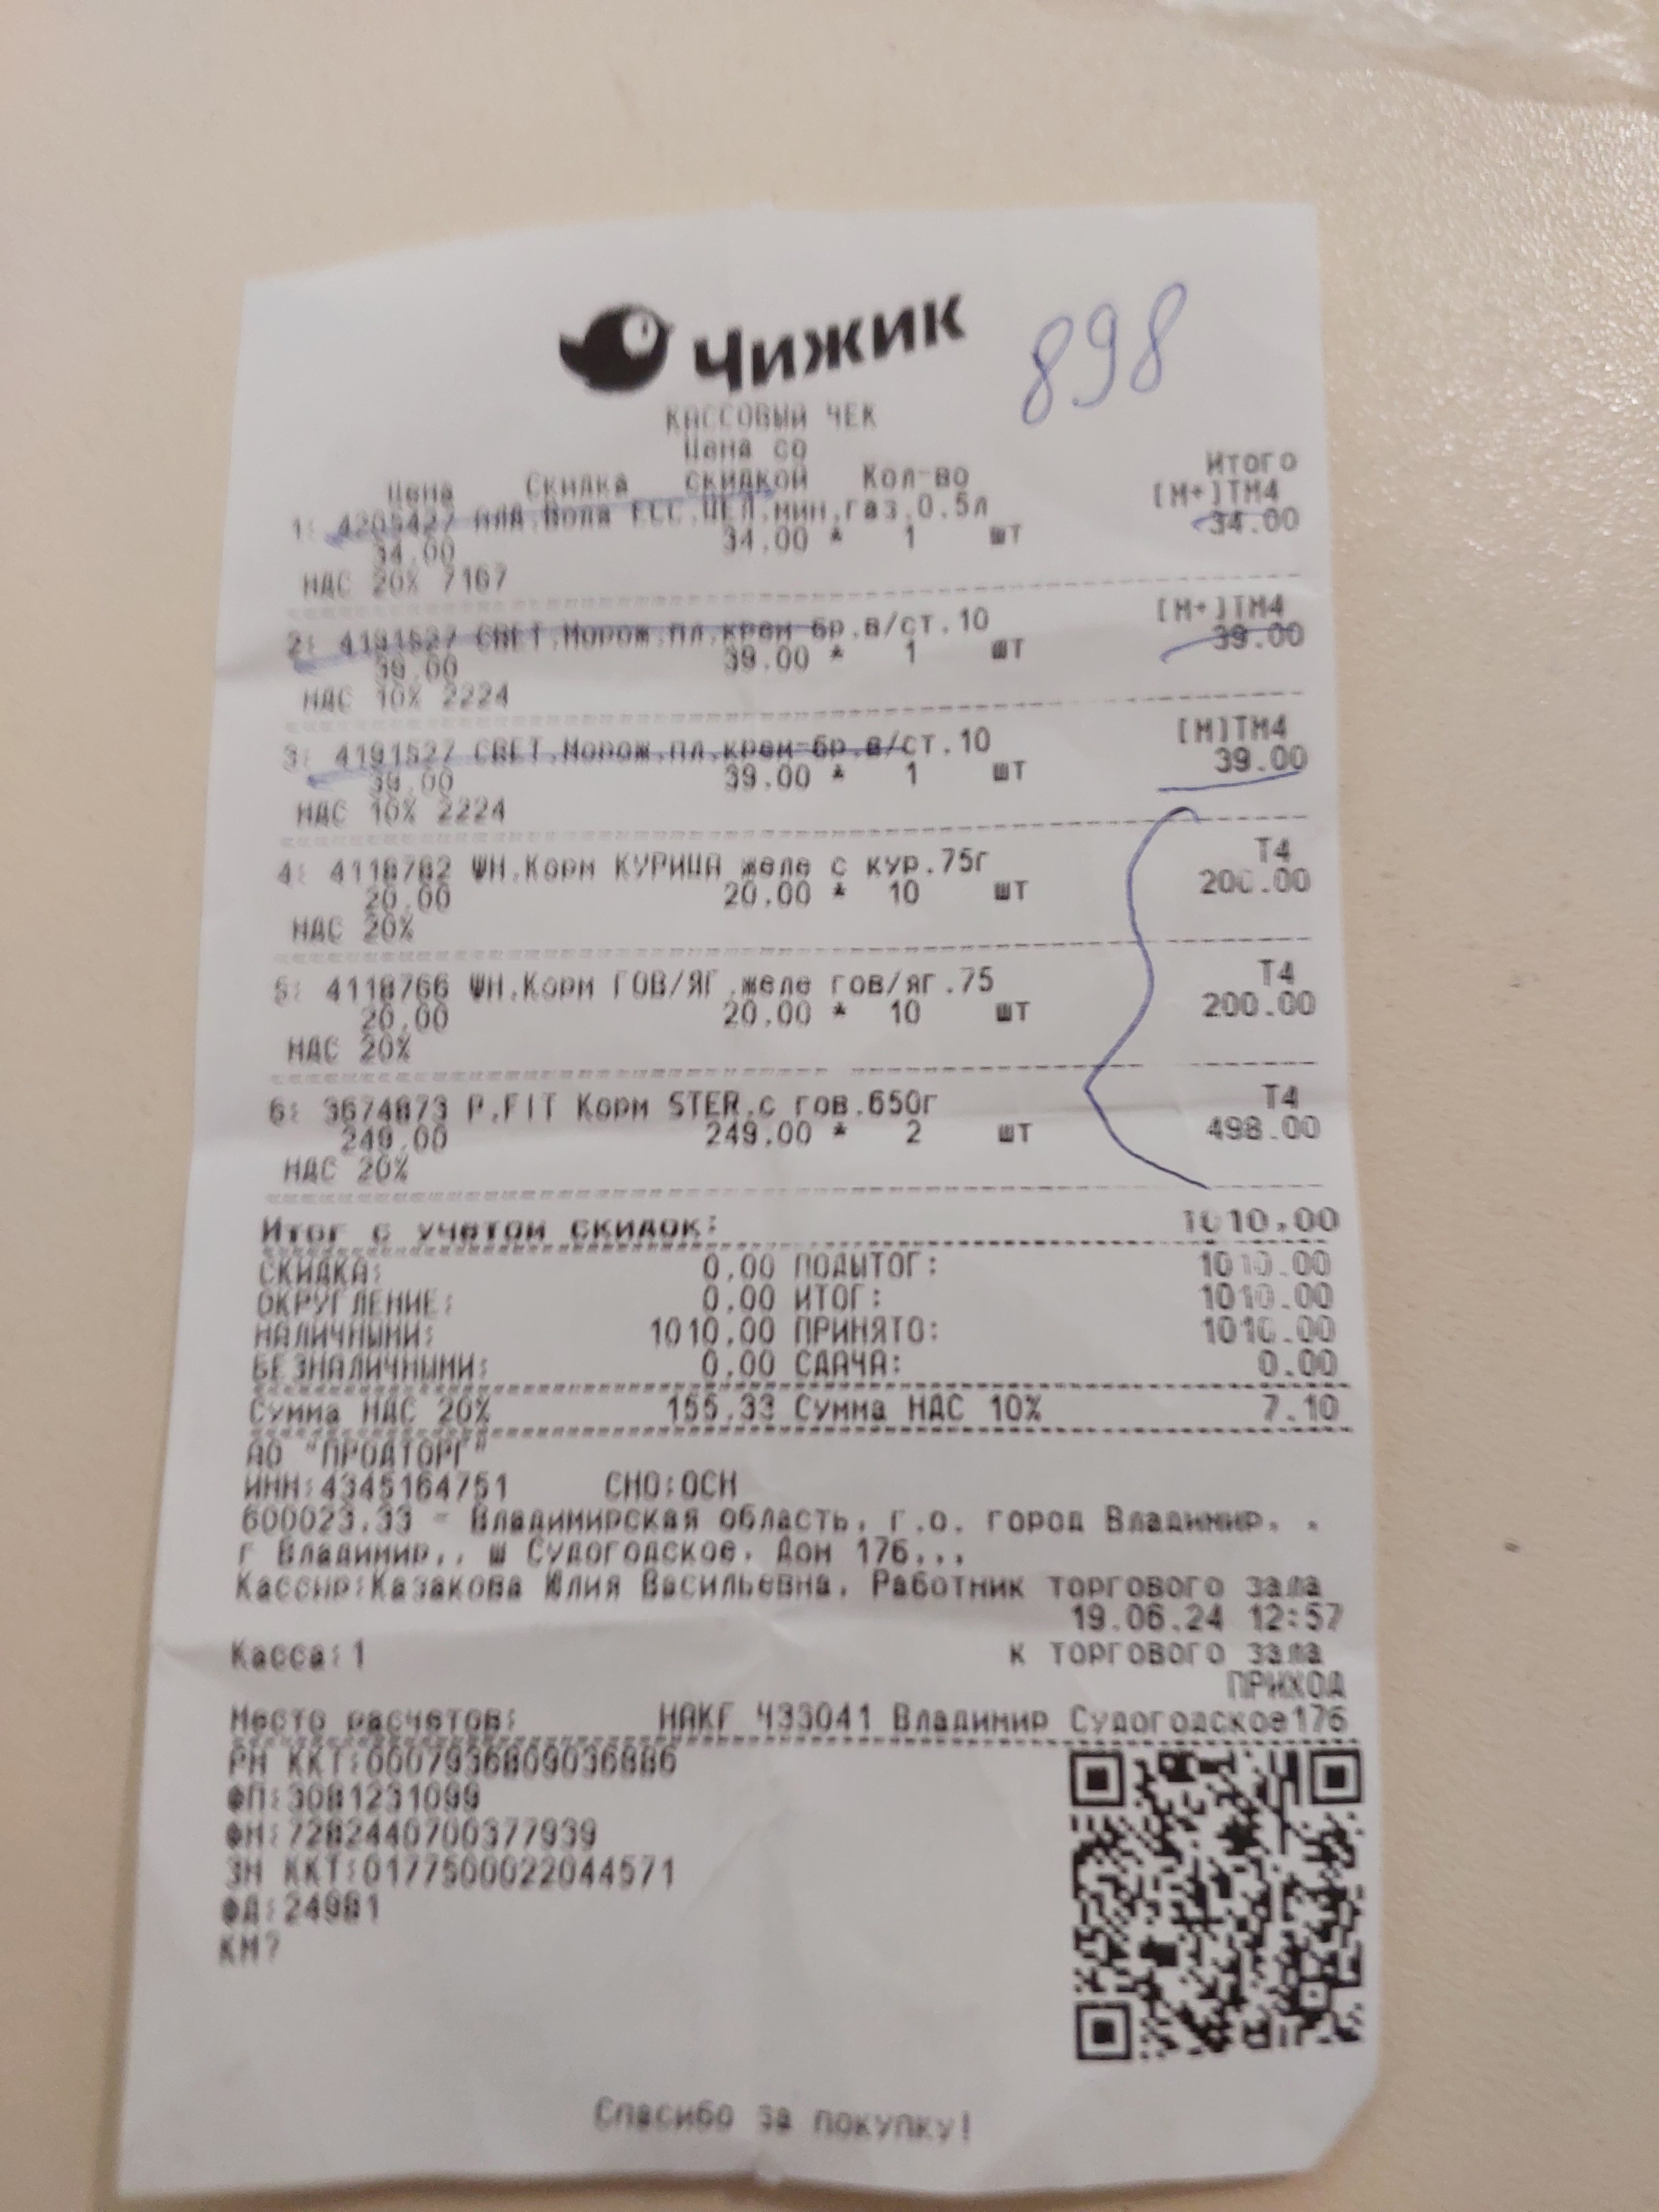 Чижик
898
КАССОВЫЙ ЧЕК
Цена Скидка Цена со скидкой Кол-во Итого
1: 4205427 ПЛД.Вода ЕСС.ЦЕЛ.мин.газ.0.5л [М+]ТМ4
34.00 34.00 * 1 шт 34.00
НДС 20% 7167
2: 4191527 СВЕТ.Морож.пл.крем-бр.в/ст.10 [М+]ТМ4
39.00 39.00 * 1 шт 39.00
НДС 10% 2224
3: 4191527 СВЕТ.Морож.пл.крем-бр.в/ст.10 [М]ТМ4
39.00 39.00 * 1 шт 39.00
НДС 10% 2224
4: 4118782 ФН.Корм КУРИЦА желе с кур.75г Т4
20.00 20.00 * 10 шт 200.00
НДС 20%
5: 4118766 ФН.Корм ГОВ/ЯГ.желе гов/яг.75 Т4
20.00 20.00 * 10 шт 200.00
НДС 20%
6: 3674873 P.FIT Корм STER.с гов.650г Т4
249.00 249.00 * 2 шт 498.00
НДС 20%
Итог с учетом скидок: 1010.00
СКИДКА: 0.00 ПОДЫТОГ: 1010.00
ОКРУГЛЕНИЕ: 0.00 ИТОГ: 1010.00
НАЛИЧНЫМИ: 1010.00 ПРИНЯТО: 1010.00
БЕЗНАЛИЧНЫМИ: 0.00 СДАЧА: 0.00
Сумма НДС 20% 155.33 Сумма НДС 10% 7.10
АО "ПРОДТОРГ"
ИНН:4345164751 СНО:ОСН
600023.33 - Владимирская область, г.о. город Владимир, .
г Владимир,, ш Судогодское, Дом 176,,,
Кассир:Казакова Юлия Васильевна, Работник торгового зала
19.06.24 12:57
Касса:1 к торгового зала
ПРИХОД
Место расчетов: НАКГ Ч33041 Владимир Судогодское176
РН ККТ:0007936809036886
ФП:3081231099
ФН:7282440700377939
ЗН ККТ:0177500022044571
ФД:24981
КМ?
Спасибо за покупку!